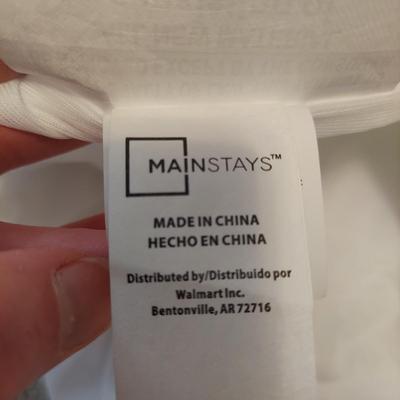 MAINSTAYS™
MADE IN CHINA
HECHO EN CHINA
Distributed by/Distribuido por
Walmart Inc.
Bentonville, AR 72716